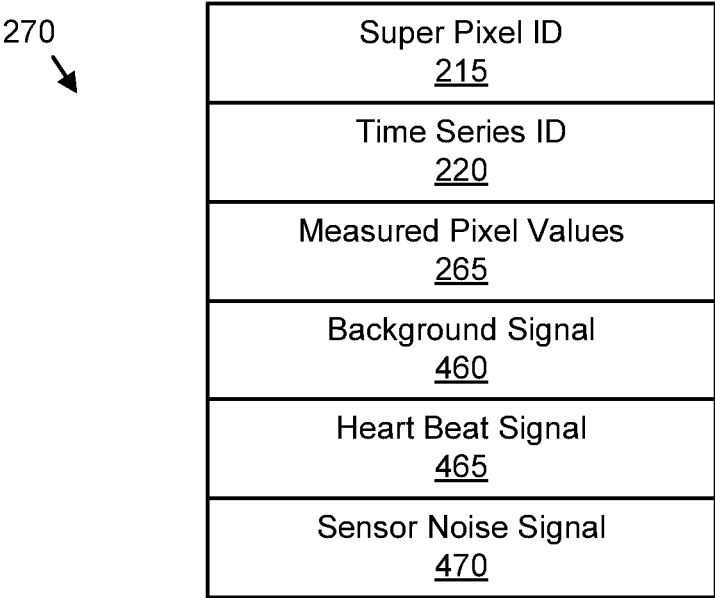 270
Super Pixel ID
215
Time Series ID
220
Measured Pixel Values
265
Background Signal
460
Heart Beat Signal
465
Sensor Noise Signal
470